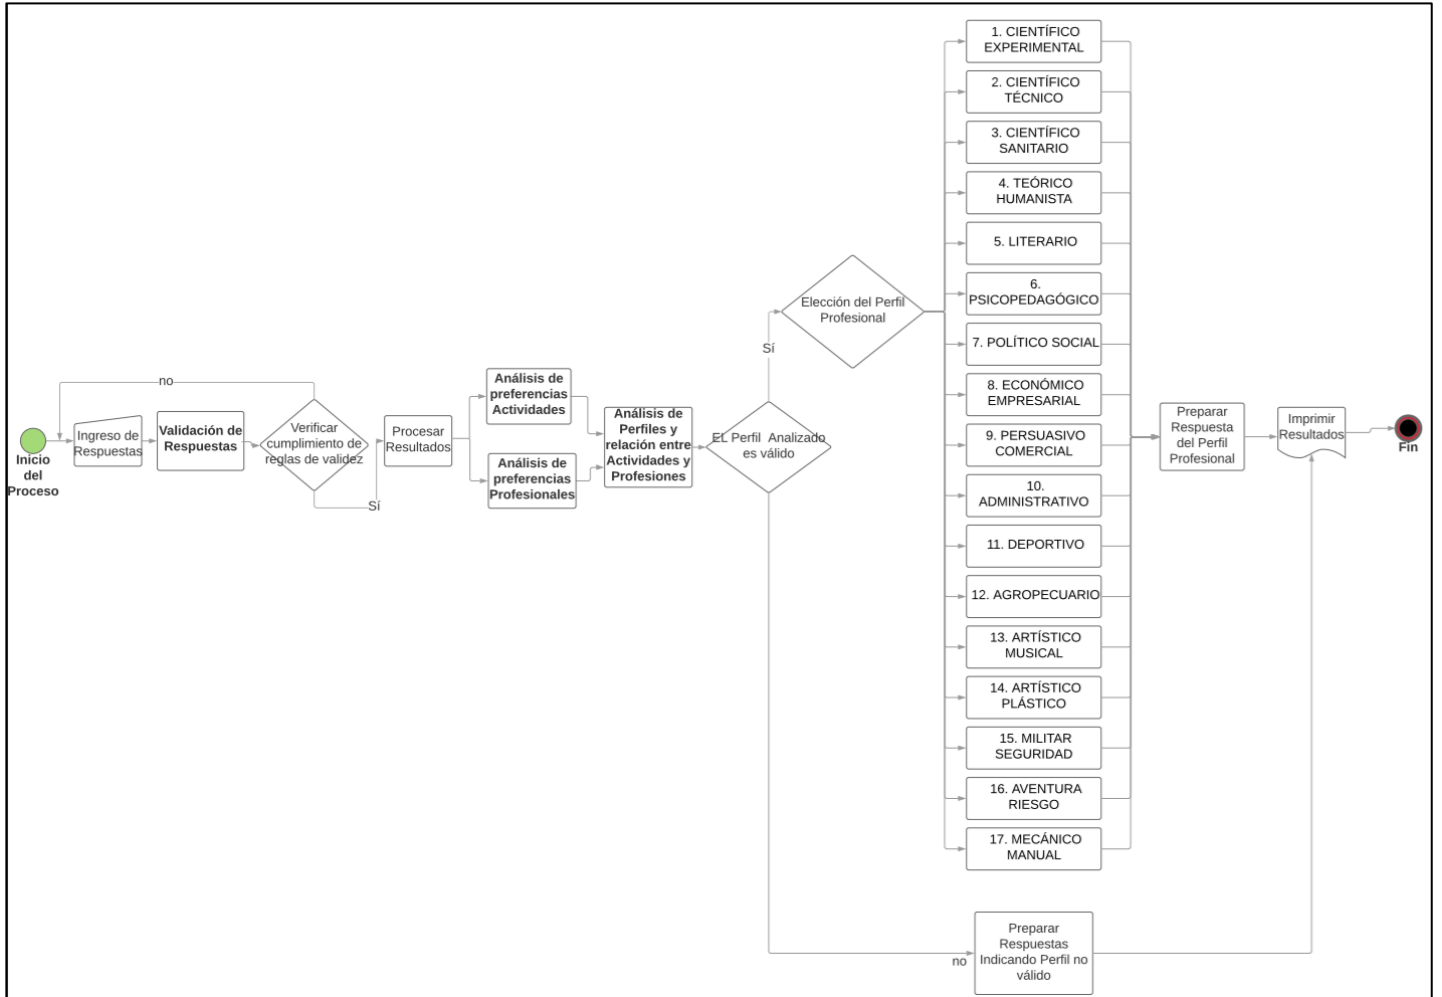 Inicio
del
Proceso
no
Ingreso de
Respuestas
Validación de
Respuestas
Verificar
cumplimiento de
reglas de validez
Sí
Procesar
Resultados
Análisis de
preferencias
Actividades
Análisis de
preferencias
Profesionales
Análisis de
Perfiles y
relación entre
Actividades y
Profesiones
EL Perfil Analizado
es válido
Sí
Elección del Perfil
Profesional
1. CIENTÍFICO
EXPERIMENTAL
2. CIENTÍFICO
TÉCNICO
3. CIENTÍFICO
SANITARIO
4. TEÓRICO
HUMANISTA
5. LITERARIO
6.
PSICOPEDAGÓGICO
7. POLÍTICO SOCIAL
8. ECONÓMICO
EMPRESARIAL
9. PERSUASIVO
COMERCIAL
10.
ADMINISTRATIVO
11. DEPORTIVO
12. AGROPECUARIO
13. ARTÍSTICO
MUSICAL
14. ARTÍSTICO
PLÁSTICO
15. MILITAR
SEGURIDAD
16. AVENTURA
RIESGO
17. MECÁNICO
MANUAL
no
Preparar
Respuestas
Indicando Perfil no
válido
Preparar
Respuesta
del Perfil
Profesional
Imprimir
Resultados
Fin